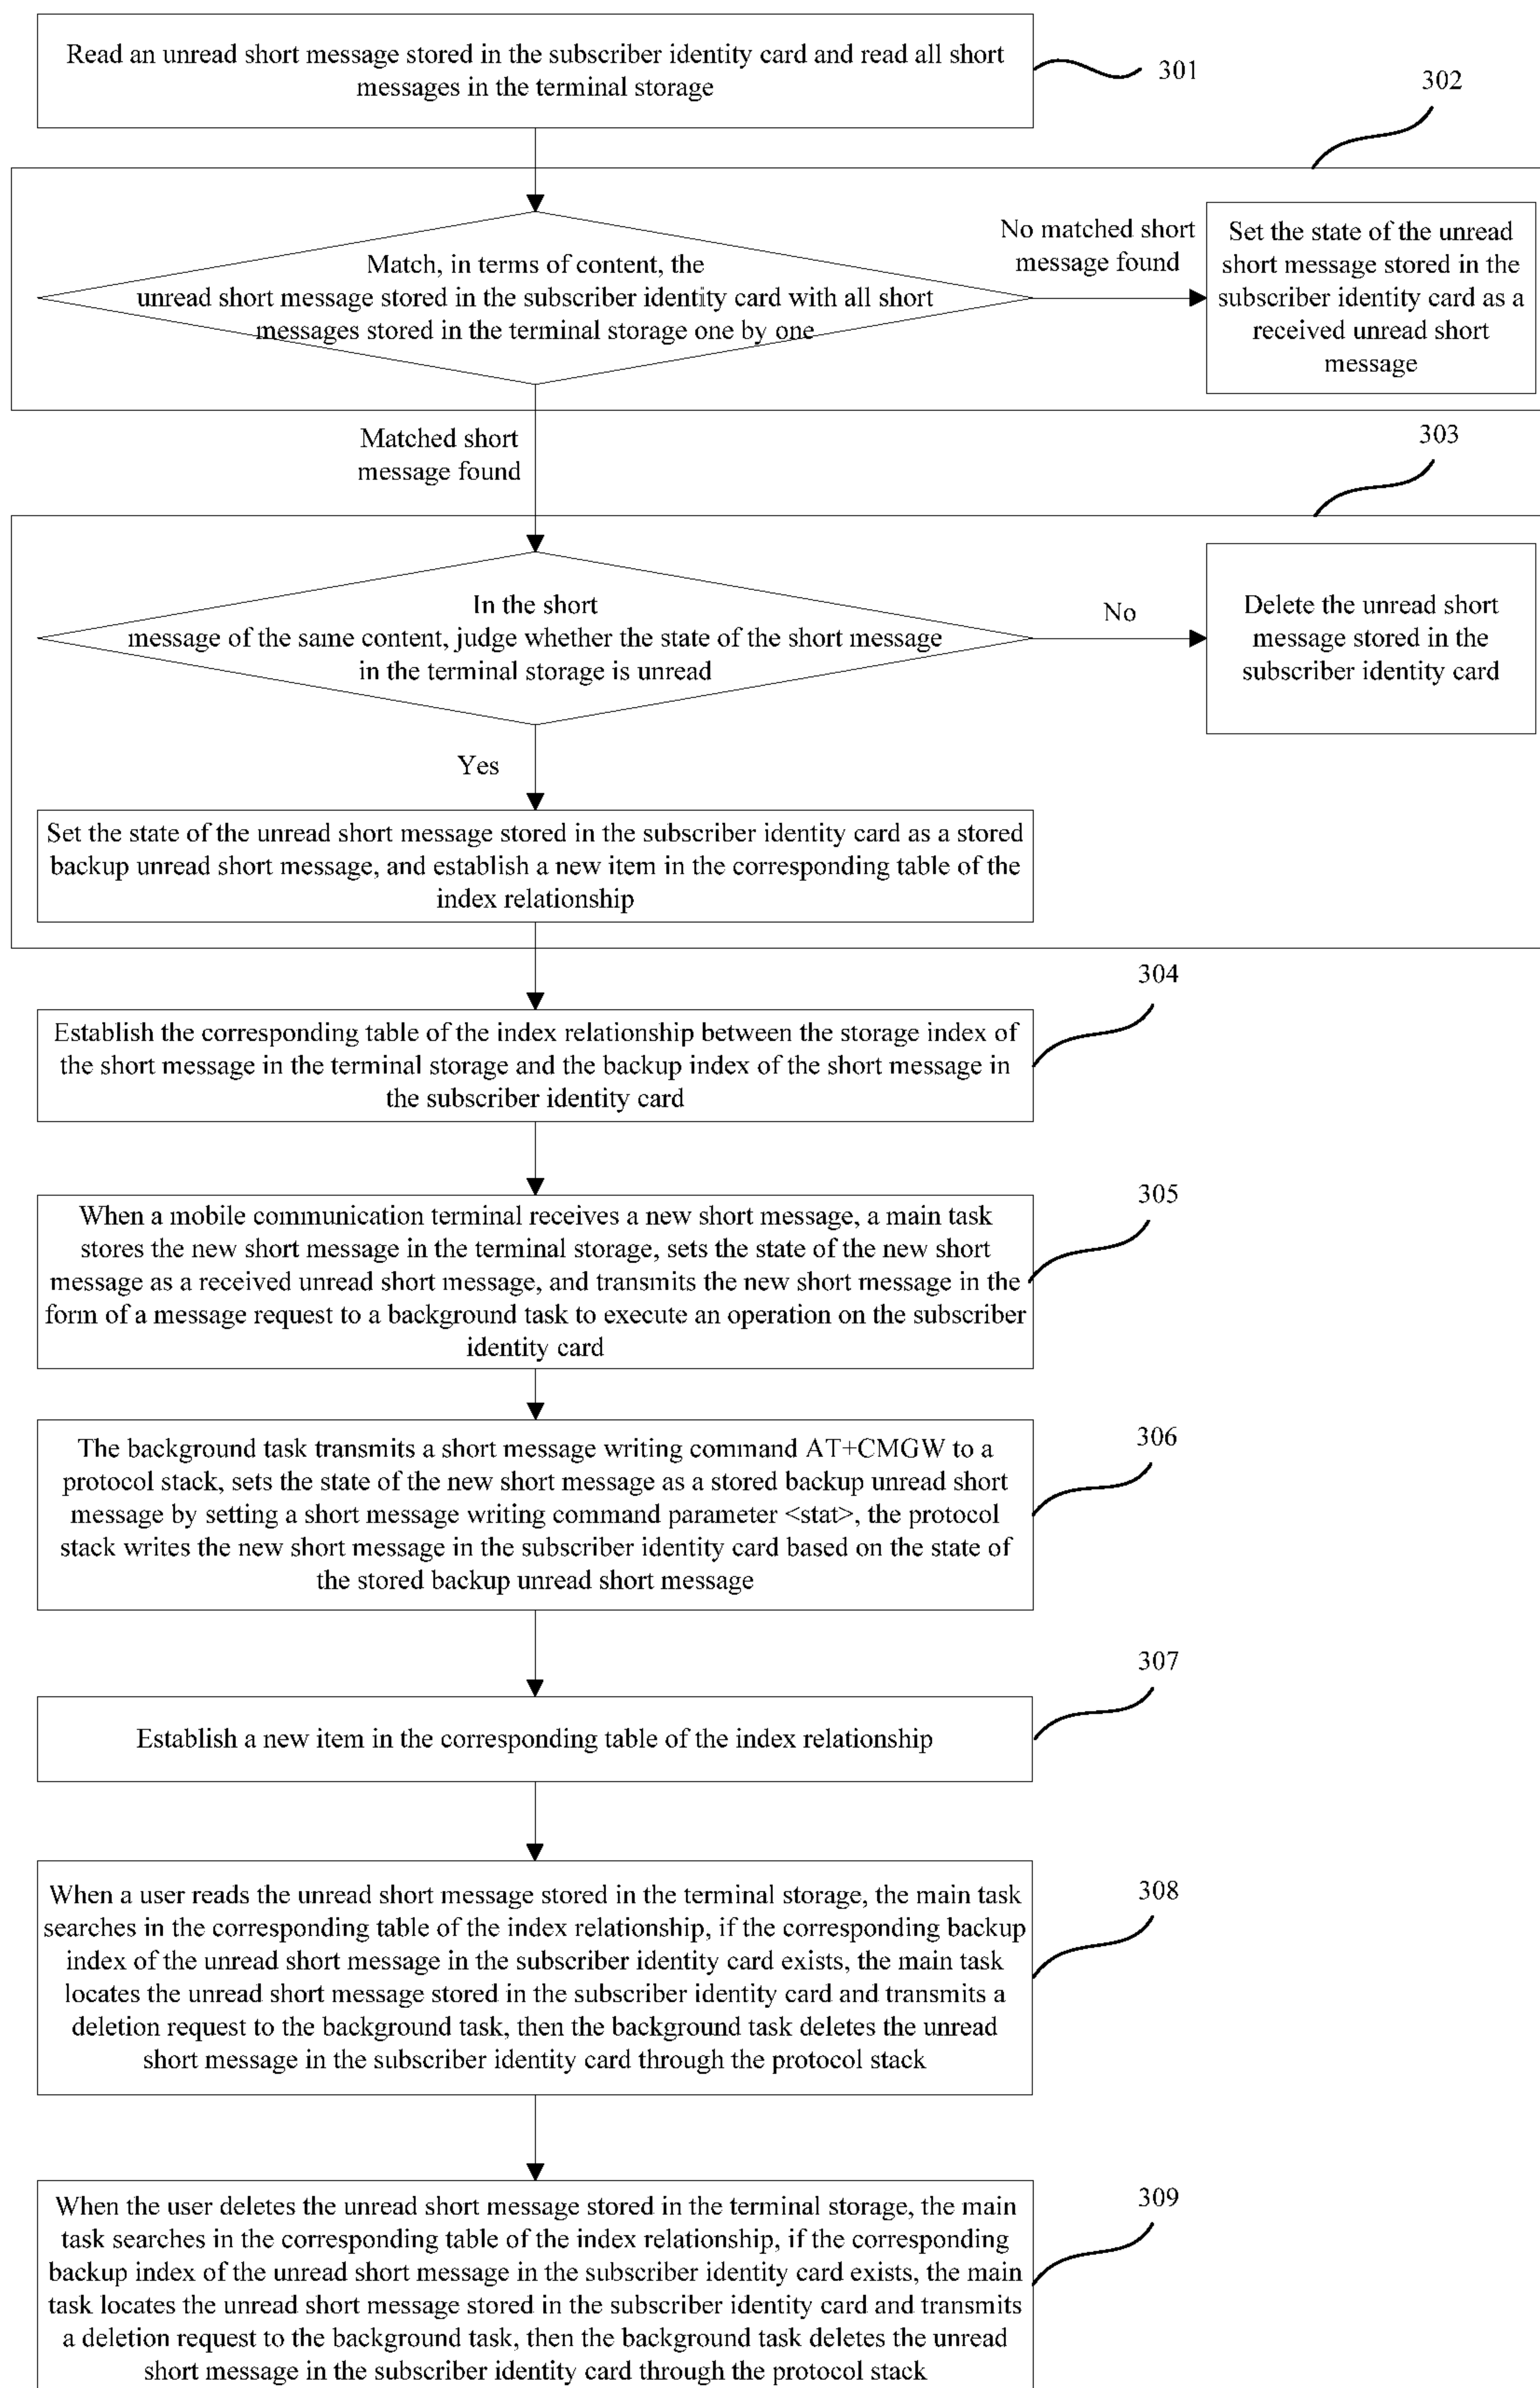 Read an unread short message stored in the subscriber identity card and read all short
messages in the terminal storage
301
302
Match, in terms of content, the
unread short message stored in the subscriber identity card with all short
messages stored in the terminal storage one by one
No matched short
message found
Set the state of the unread
short message stored in the
subscriber identity card as a
received unread short
message
Matched short
message found
303
In the short
message of the same content, judge whether the state of the short message
in the terminal storage is unread
No
Delete the unread short
message stored in the
subscriber identity card
Yes
Set the state of the unread short message stored in the subscriber identity card as a stored
backup unread short message, and establish a new item in the corresponding table of the
index relationship
304
Establish the corresponding table of the index relationship between the storage index of
the short message in the terminal storage and the backup index of the short message in
the subscriber identity card
305
When a mobile communication terminal receives a new short message, a main task
stores the new short message in the terminal storage, sets the state of the new short
message as a received unread short message, and transmits the new short message in the
form of a message request to a background task to execute an operation on the subscriber
identity card
306
The background task transmits a short message writing command AT+CMGW to a
protocol stack, sets the state of the new short message as a stored backup unread short
message by setting a short message writing command parameter <stat>, the protocol
stack writes the new short message in the subscriber identity card based on the state of
the stored backup unread short message
307
Establish a new item in the corresponding table of the index relationship
308
When a user reads the unread short message stored in the terminal storage, the main task
searches in the corresponding table of the index relationship, if the corresponding backup
index of the unread short message in the subscriber identity card exists, the main task
locates the unread short message stored in the subscriber identity card and transmits a
deletion request to the background task, then the background task deletes the unread
short message in the subscriber identity card through the protocol stack
309
When the user deletes the unread short message stored in the terminal storage, the main
task searches in the corresponding table of the index relationship, if the corresponding
backup index of the unread short message in the subscriber identity card exists, the main
task locates the unread short message stored in the subscriber identity card and transmits
a deletion request to the background task, then the background task deletes the unread
short message in the subscriber identity card through the protocol stack